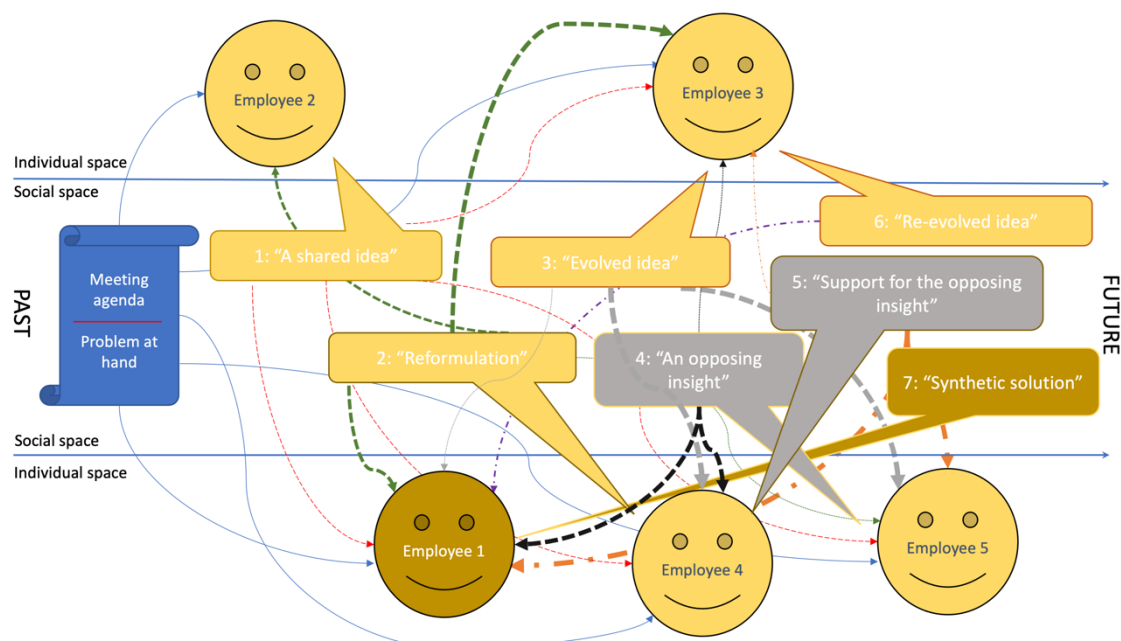 Employee 2
Employee 3
Individual space
Social space
PAST
FUTURE
Meeting
agenda
Problem at
hand
1: “A shared idea”
3: “Evolved idea”
6: “Re-evolved idea”
5: “Support for the opposing
insight”
2: “Reformulation”
4: “An opposing
insight”
7: “Synthetic solution”
Social space
Individual space
Employee 1
Employee 4
Employee 5